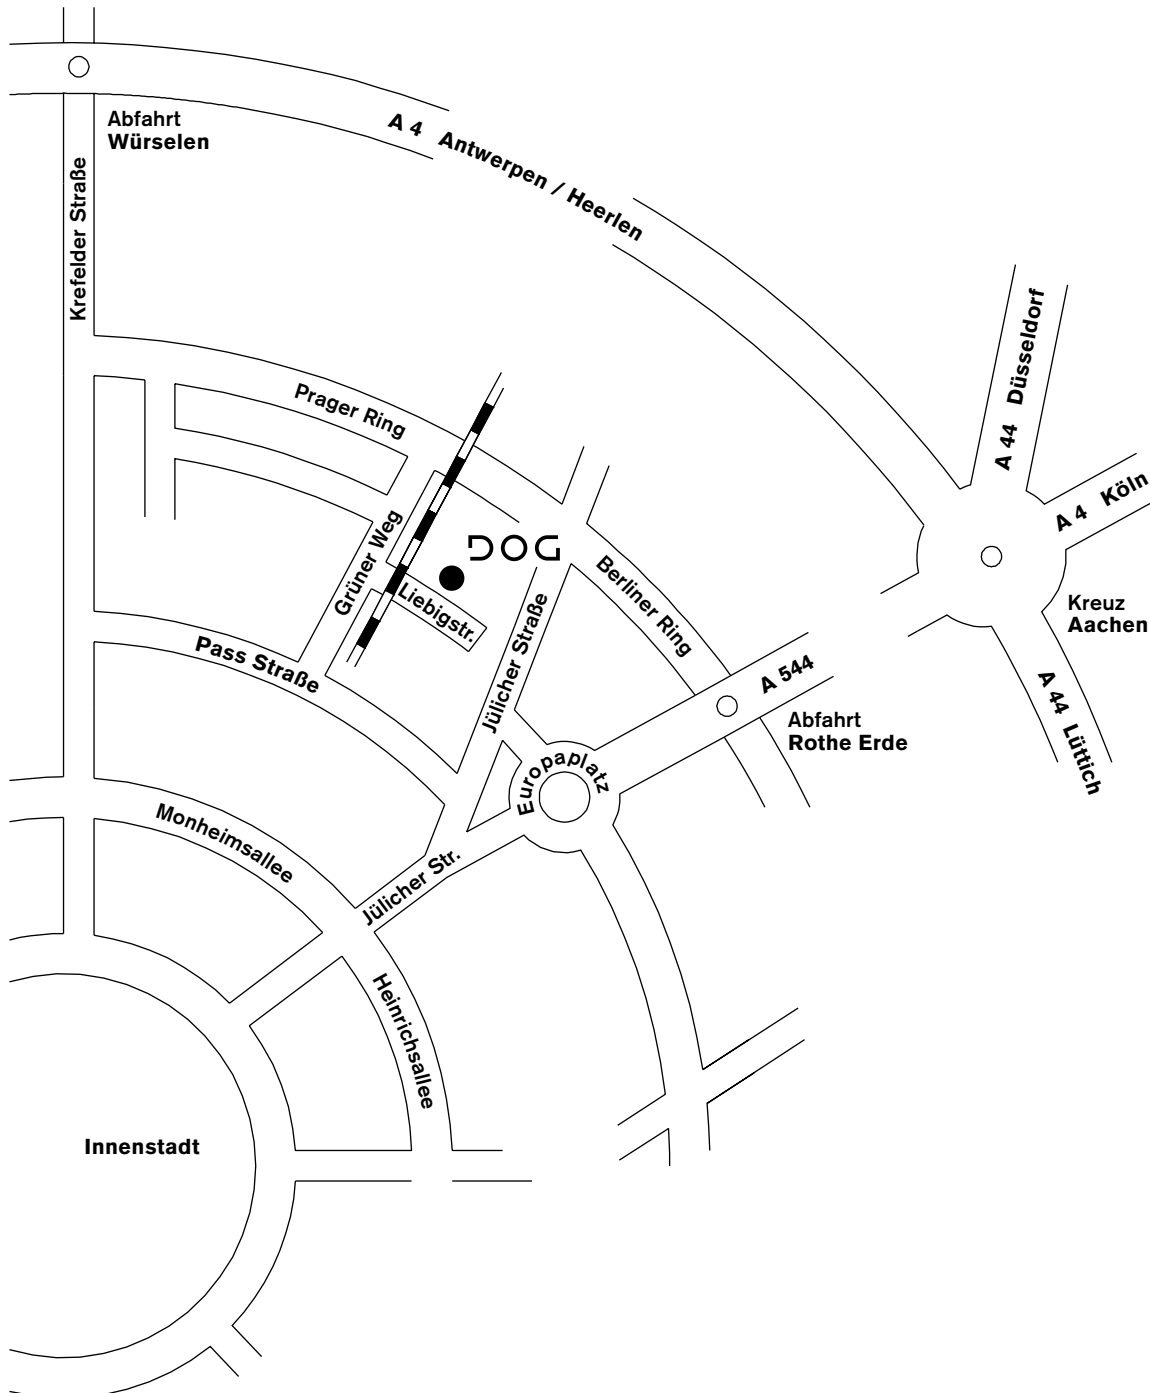 Abfahrt
Würselen
A 4 Antwerpen / Heerlen
Krefelder Straße
A 44 Düsseldorf
Prager Ring
A 4 Köln
Grüner Weg
DOG
Berliner Ring
Liebigstr.
Kreuz
Aachen
Jülicher Straße
Pass Straße
A 544
A 44 Lüttich
Abfahrt
Rothe Erde
Europaplatz
Monheimsallee
Jülicher Str.
Heinrichsallee
Innenstadt